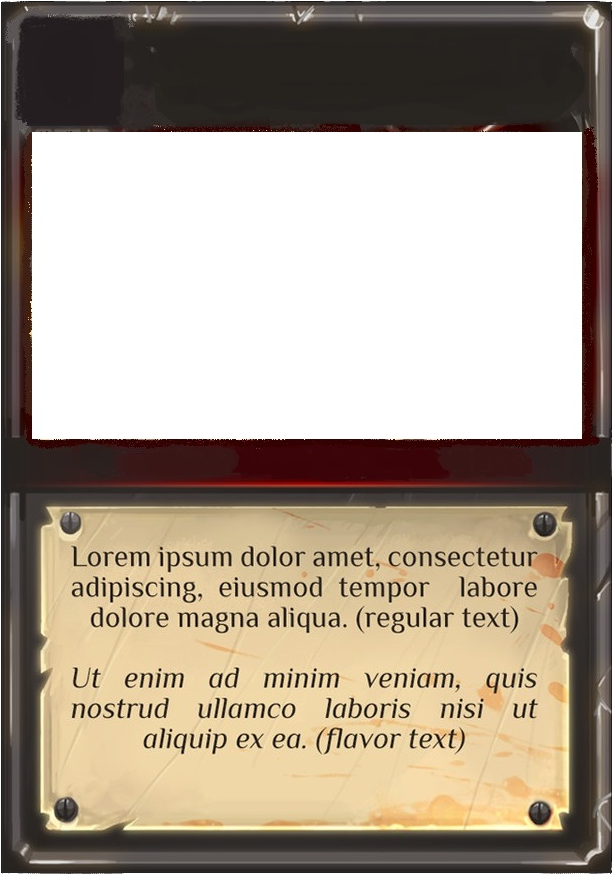 Lorem ipsum dolor amet, consectetur
adipiscing, eiusmod tempor labore
dolore magna aliqua. (regular text)
Ut enim ad minim veniam, quis
nostrud ullamco laboris nisi ut
aliquip ex ea. (flavor text)